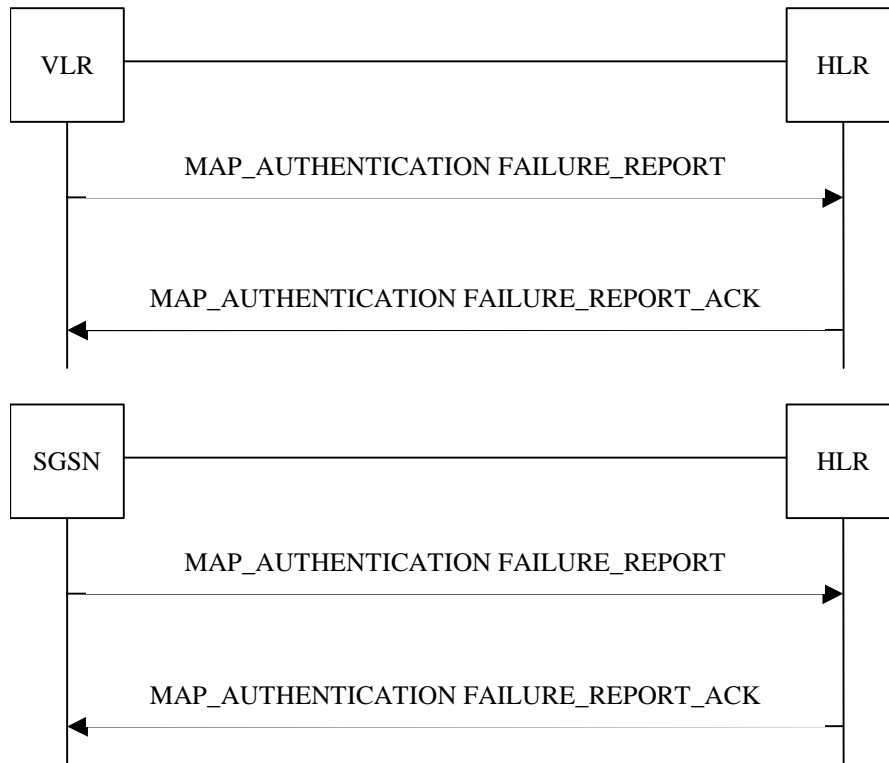 VLR
HLR
MAP_AUTHENTICATION FAILURE_REPORT
MAP_AUTHENTICATION FAILURE_REPORT_ACK
SGSN
HLR
MAP_AUTHENTICATION FAILURE_REPORT
MAP_AUTHENTICATION FAILURE_REPORT_ACK